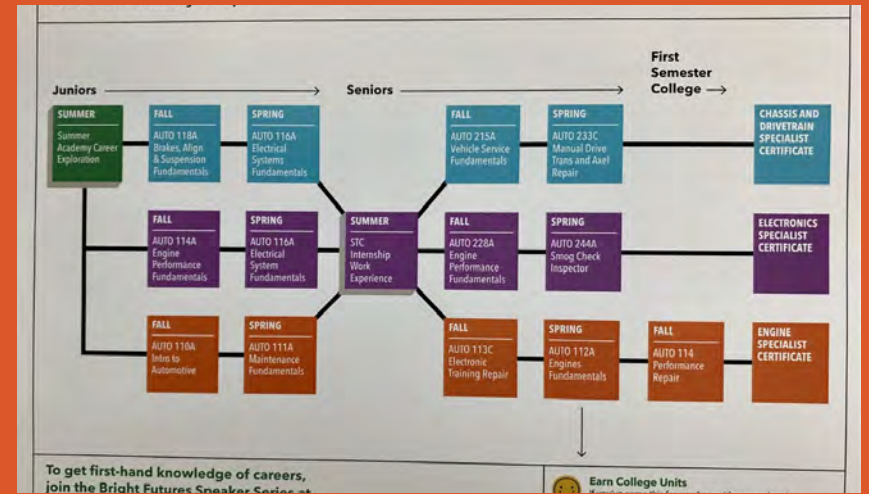 First
Semester
College →
Juniors
Seniors
SUMMER
Summer
Academy Career
Exploration
FALL
AUTO 118A
Brakes, Align
& Suspension
Fundamentals
SPRING
AUTO 116A
Electrical
Systems
Fundamentals
FALL
AUTO 215A
Vehicle Service
Fundamentals
SPRING
AUTO 233C
Manual Drive
Trans and Axel
Repair
CHASSIS AND
DRIVETRAIN
SPECIALIST
CERTIFICATE
FALL
AUTO 114A
Engine
Performance
Fundamentals
SPRING
AUTO 116A
Electrical
System
Fundamentals
SUMMER
STC
Internship
Work
Experience
FALL
AUTO 228A
Engine
Performance
Fundamentals
SPRING
AUTO 244A
Smog Check
Inspector
ELECTRONICS
SPECIALIST
CERTIFICATE
FALL
AUTO 110A
Intro to
Automotive
SPRING
AUTO 111A
Maintenance
Fundamentals
FALL
AUTO 113C
Electronic
Training Repair
SPRING
AUTO 112A
Engines
Fundamentals
FALL
AUTO 114
Performance
Repair
ENGINE
SPECIALIST
CERTIFICATE
To get first-hand knowledge of careers,
join the Bright Futures Speaker Series at
Earn College Units